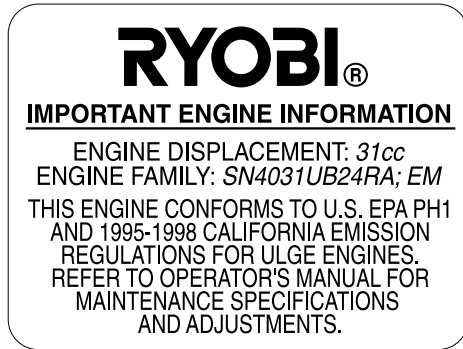 RYOBI®
IMPORTANT ENGINE INFORMATION
ENGINE DISPLACEMENT: 31cc
ENGINE FAMILY: SN4031UB24RA; EM
THIS ENGINE CONFORMS TO U.S. EPA PH1
AND 1995-1998 CALIFORNIA EMISSION
REGULATIONS FOR ULGE ENGINES.
REFER TO OPERATOR'S MANUAL FOR
MAINTENANCE SPECIFICATIONS
AND ADJUSTMENTS.